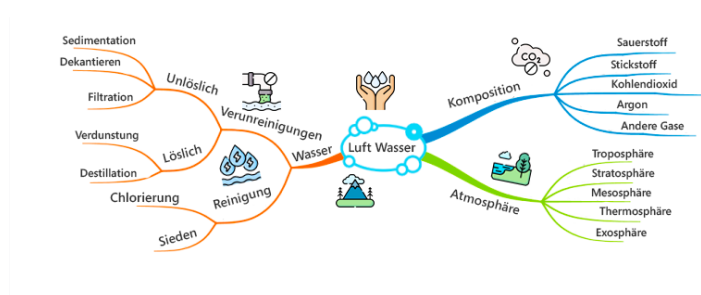 Luft Wasser
Komposition
Sauerstoff
Stickstoff
Kohlendioxid
Argon
Andere Gase
CO₂
Atmosphäre
Troposphäre
Stratosphäre
Mesosphäre
Thermosphäre
Exosphäre
Wasser
Verunreinigungen
Unlöslich
Sedimentation
Dekantieren
Filtration
Löslich
Verdunstung
Destillation
Reinigung
Chlorierung
Sieden